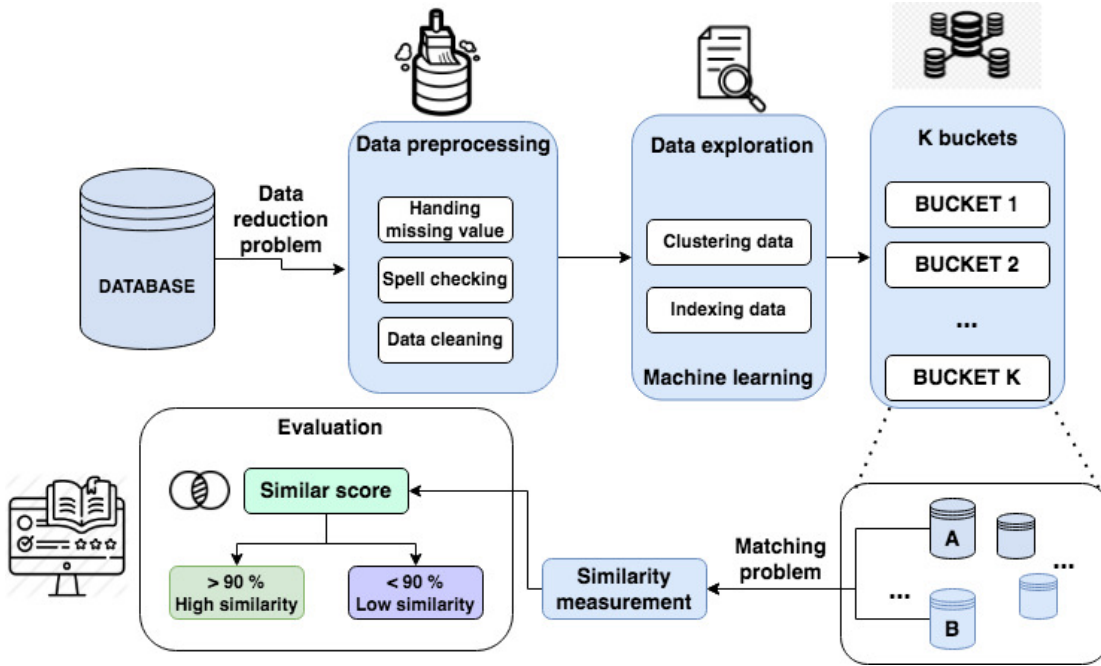 DATABASE
Data
reduction
problem
Data preprocessing
Handing
missing value
Spell checking
Data cleaning
Data exploration
Clustering data
Indexing data
Machine learning
K buckets
BUCKET 1
BUCKET 2
...
BUCKET K
A
...
...
B
Matching
problem
Similarity
measurement
Evaluation
Similar score
> 90 %
High similarity
<90 %
Low similarity